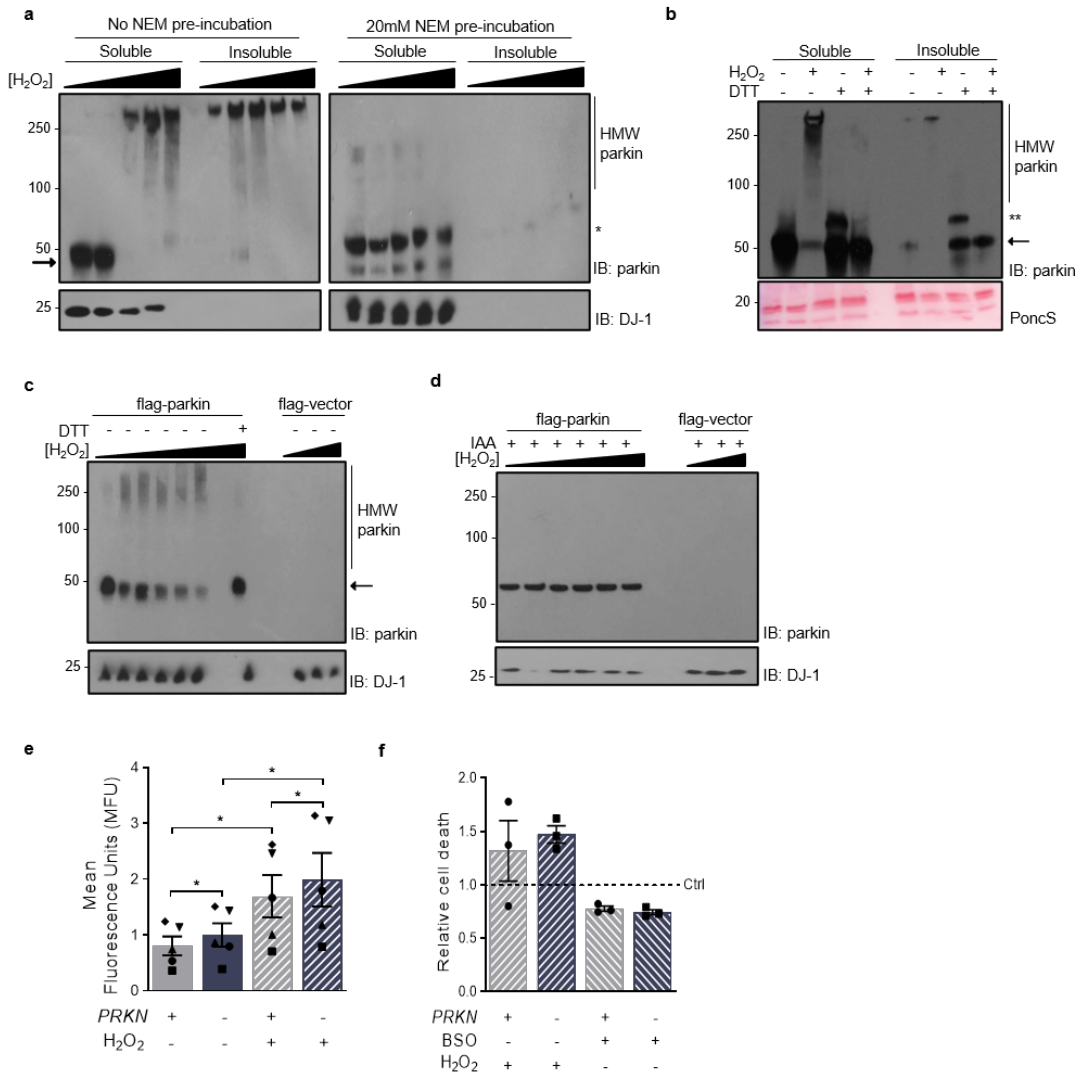 a
No NEM pre-incubation
20mM NEM pre-incubation
Soluble
Insoluble
Soluble
Insoluble
[H₂O₂]
250
100
50
25
HMW
parkin
*
IB: parkin
IB: DJ-1
b
Soluble
Insoluble
H₂O₂ - + - + - + - +
DTT - - + + - - + +
250
100
50
20
HMW
parkin
**
IB: parkin
PoncS
c
flag-parkin
flag-vector
DTT - - - - - - + - - -
[H₂O₂]
250
100
50
25
HMW
parkin
IB: parkin
IB: DJ-1
d
flag-parkin
flag-vector
IAA + + + + + + + + +
[H₂O₂]
250
100
50
25
IB: parkin
IB: DJ-1
e
Mean
Fluorescence Units (MFU)
4
3
2
1
0
* * * *
PRKN + - + -
H₂O₂ - - + +
f
Relative cell death
2.0
1.5
1.0
0.5
0.0
Ctrl
PRKN + - + -
BSO - - + +
H₂O₂ + +